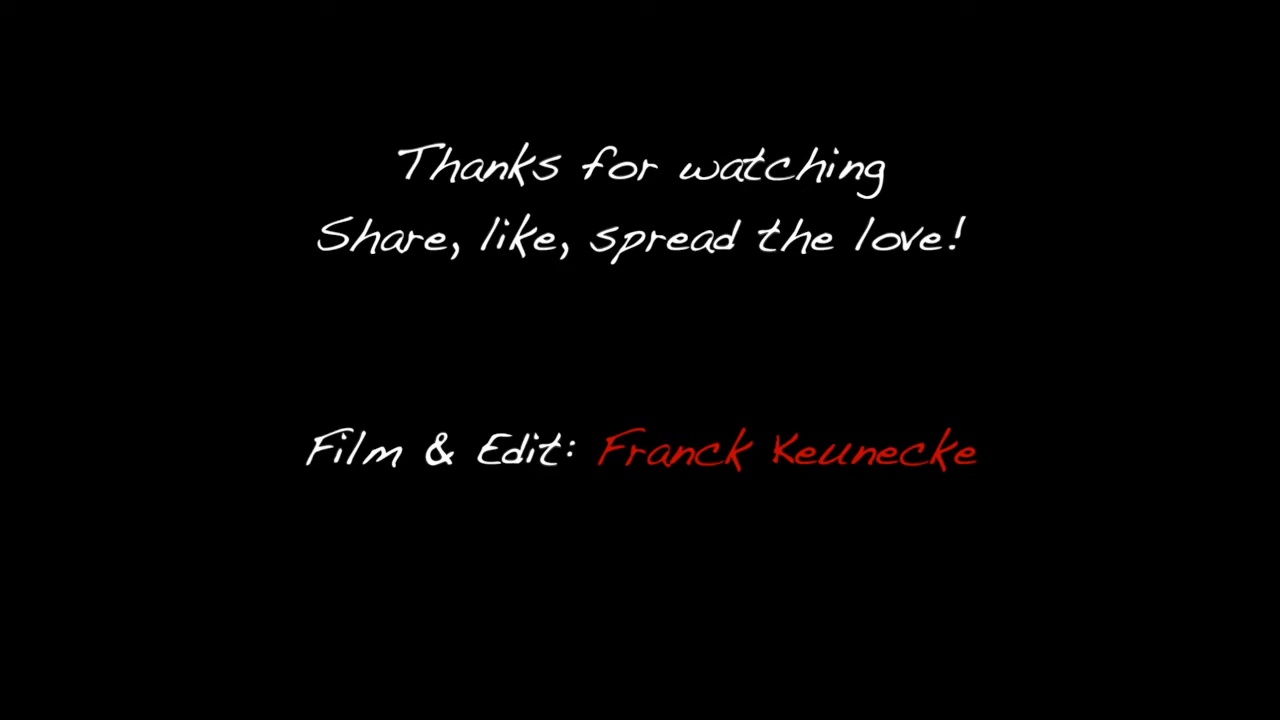 Thanks for watching
Share, like, spread the love!
Film & Edit: Franck Keunecke